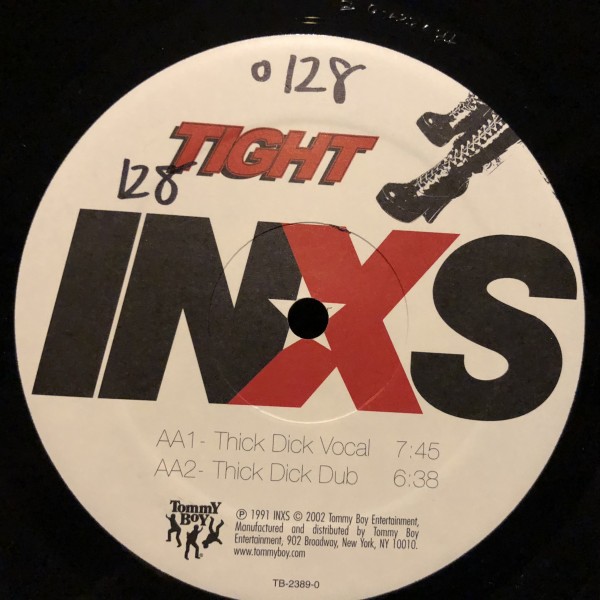 0128
TIGHT
128
INXS
AA1- Thick Dick Vocal 7:45
AA2- Thick Dick Dub 6:38
Tommy
Boy
℗ 1991 INXS © 2002 Tommy Boy Entertainment,
Manufactured and distributed by Tommy Boy
Entertainment, 902 Broadway, New York, NY 10010.
www.tommyboy.com
TB-2389-0